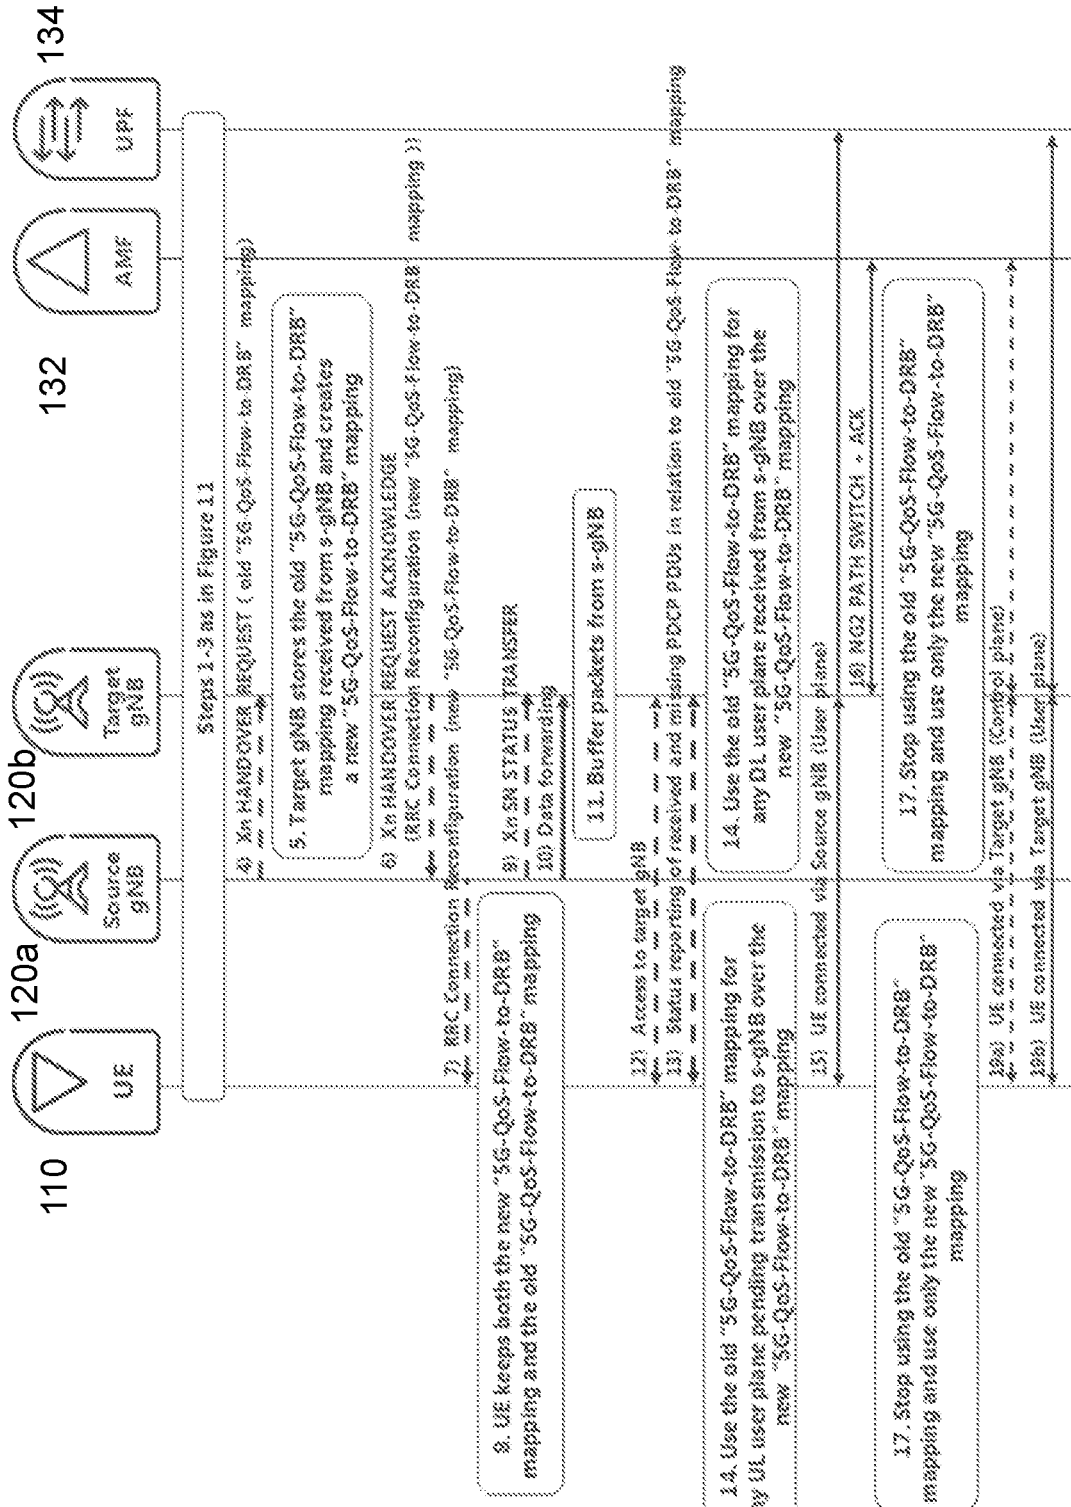 110
120a
120b
132
134
UE
Source
gNB
Target
gNB
AMF
UPF
Steps 1-3 as in Figure 11
4) Xn HANDOVER REQUEST ( old "5G-QoS-Flow to DRB" mapping)
5. Target gNB stores the old "5G-QoS-Flow-to-DRB"
mapping received from s-gNB and creates
a new "5G-QoS-Flow-to-DRB" mapping
6) Xn HANDOVER REQUEST ACKNOWLEDGE
(RRC Connection Reconfiguration (new "5G-QoS-Flow-to-DRB" mapping ))
7) RRC Connection Reconfiguration (new "5G-QoS-Flow-to-DRB" mapping)
8. UE keeps both the new "5G-QoS-Flow-to-DRB"
mapping and the old "5G-QoS-Flow-to-DRB" mapping
9) Xn SN STATUS TRANSFER
10) Data forwarding
11. Buffer packets from s-gNB
12) Access to target gNB
13) Status reporting of received and missing PDCP PDUs in relation to old "5G-QoS-Flow to-DRB" mapping
14. Use the old "5G-QoS-Flow-to-DRB" mapping for
UL user plane pending transmission to s-gNB over the
new "5G-QoS-Flow-to-DRB" mapping
14. Use the old "5G-QoS-Flow-to-DRB" mapping for
any DL user plane received from s-gNB over the
new "5G-QoS-Flow-to-DRB" mapping
15) UE connected via Source gNB (User plane)
16) NG2 PATH SWITCH + ACK
17. Stop using the old "5G-QoS-Flow-to-DRB"
mapping and use only the new "5G-QoS-Flow-to-DRB"
mapping
17. Stop using the old "5G-QoS-Flow-to-DRB"
mapping and use only the new "5G-QoS-Flow-to-DRB"
mapping
19a) UE connected via Target gNB (Control plane)
19b) UE connected via Target gNB (User plane)